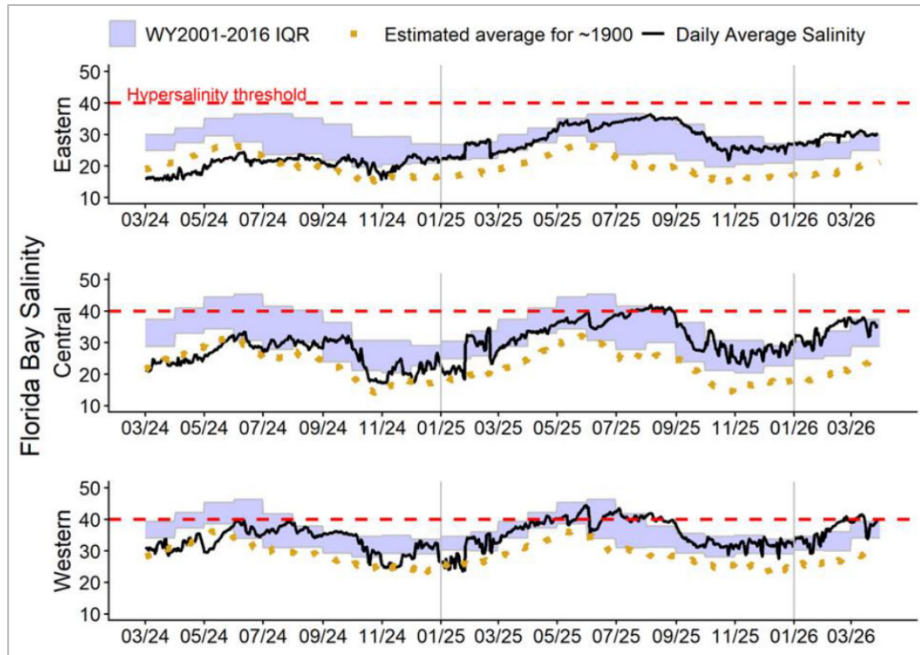 WY2001-2016 IQR Estimated average for ~1900 Daily Average Salinity
Florida Bay Salinity
Eastern
50
40
30
20
10
Hypersalinity threshold
03/24 05/24 07/24 09/24 11/24 01/25 03/25 05/25 07/25 09/25 11/25 01/26 03/26
Central
50
40
30
20
10
03/24 05/24 07/24 09/24 11/24 01/25 03/25 05/25 07/25 09/25 11/25 01/26 03/26
Western
50
40
30
20
10
03/24 05/24 07/24 09/24 11/24 01/25 03/25 05/25 07/25 09/25 11/25 01/26 03/26